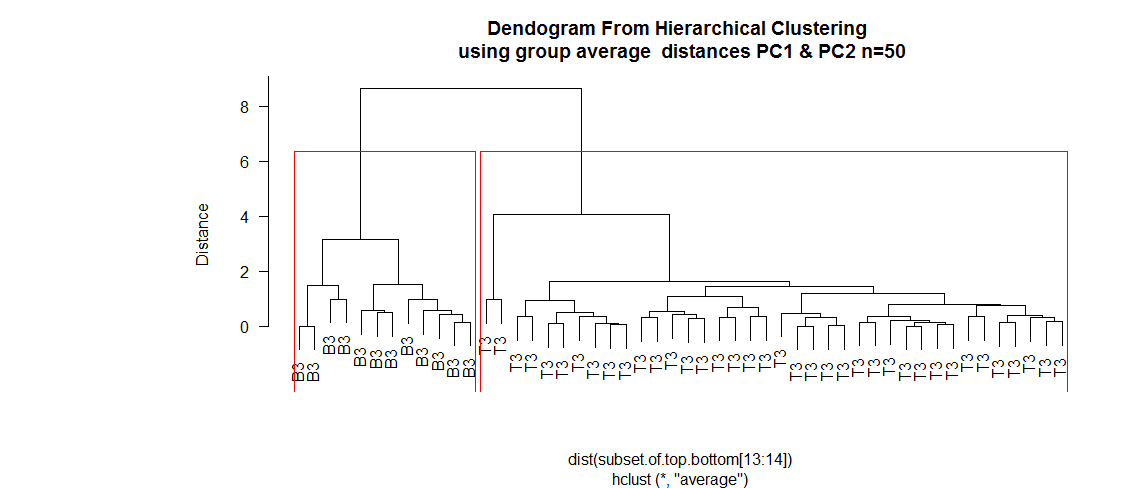 Dendogram From Hierarchical Clustering
using group average distances PC1 & PC2 n=50
8
6
4
2
0
Distance
B3 B3 B3 B3 B3 B3 B3 B3 B3 B3 B3 B3 T3 T3 T3 T3 T3 T3 T3 T3 T3 T3 T3 T3 T3 T3 T3 T3 T3 T3 T3 T3 T3 T3 T3 T3 T3 T3 T3 T3 T3 T3 T3 T3 T3 T3 T3 T3 T3 T3
dist(subset.of.top.bottom[13:14])
hclust (*, "average")